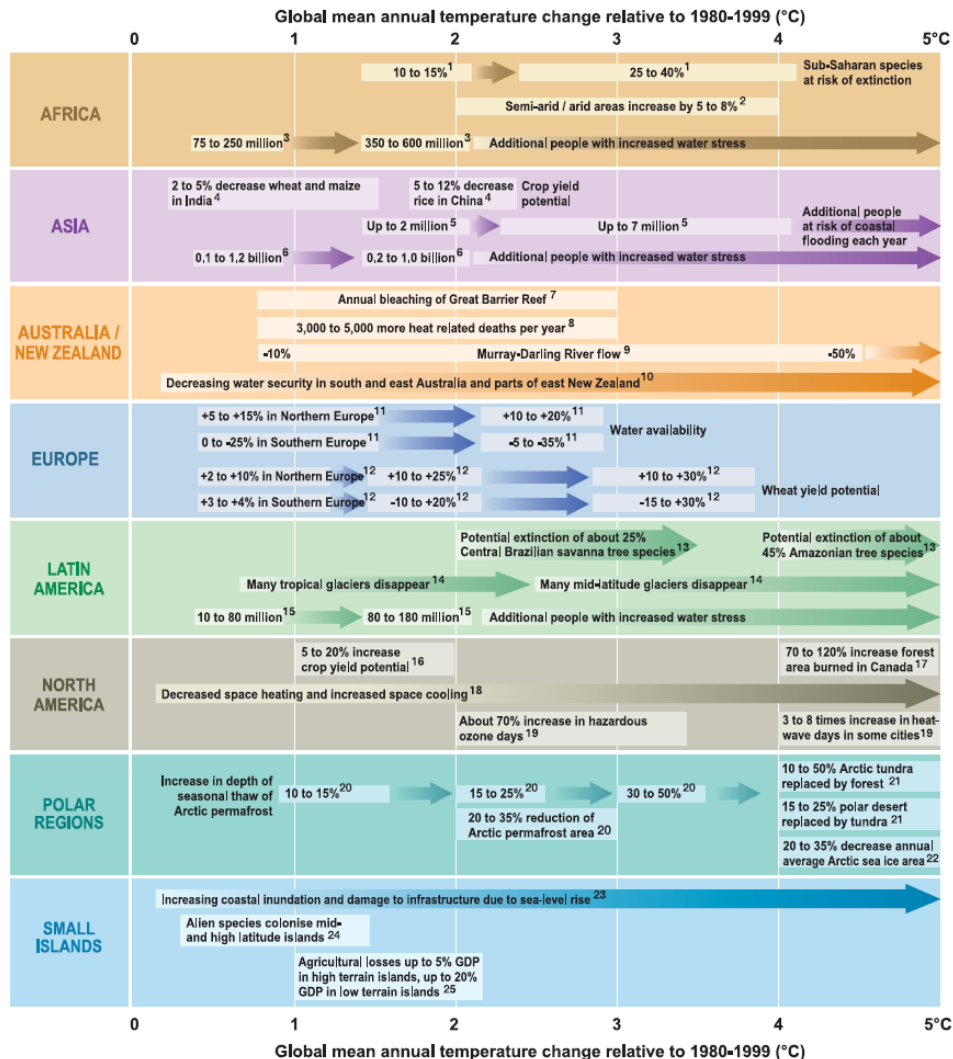 Global mean annual temperature change relative to 1980-1999 (°C)
0 1 2 3 4 5°C
AFRICA
10 to 15%1
25 to 40%1
Sub-Saharan species
at risk of extinction
Semi-arid / arid areas increase by 5 to 8%2
75 to 250 million3
350 to 600 million3
Additional people with increased water stress
ASIA
2 to 5% decrease wheat and maize
in India4
5 to 12% decrease
rice in China4
Crop yield
potential
Up to 2 million5
Up to 7 million5
Additional people
at risk of coastal
flooding each year
0,1 to 1,2 billion6
0,2 to 1,0 billion6
Additional people with increased water stress
AUSTRALIA /
NEW ZEALAND
Annual bleaching of Great Barrier Reef7
3,000 to 5,000 more heat related deaths per year8
-10%
Murray-Darling River flow9
-50%
Decreasing water security in south and east Australia and parts of east New Zealand10
EUROPE
+5 to +15% in Northern Europe11
+10 to +20%11
0 to -25% in Southern Europe11
-5 to -35%11
Water availability
+2 to +10% in Northern Europe12
+10 to +25%12
+10 to +30%12
+3 to +4% in Southern Europe12
-10 to +20%12
-15 to +30%12
Wheat yield potential
LATIN
AMERICA
Potential extinction of about 25%
Central Brazilian savanna tree species13
Potential extinction of about
45% Amazonian tree species13
Many tropical glaciers disappear14
Many mid-latitude glaciers disappear14
10 to 80 million15
80 to 180 million15
Additional people with increased water stress
NORTH
AMERICA
5 to 20% increase
crop yield potential16
70 to 120% increase forest
area burned in Canada17
Decreased space heating and increased space cooling18
About 70% increase in hazardous
ozone days19
3 to 8 times increase in heat-
wave days in some cities19
POLAR
REGIONS
Increase in depth of
seasonal thaw of
Arctic permafrost
10 to 15%20
15 to 25%20
30 to 50%20
20 to 35% reduction of
Arctic permafrost area20
10 to 50% Arctic tundra
replaced by forest21
15 to 25% polar desert
replaced by tundra21
20 to 35% decrease annual
average Arctic sea ice area22
SMALL
ISLANDS
Increasing coastal inundation and damage to infrastructure due to sea-level rise23
Alien species colonise mid-
and high latitude islands24
Agricultural losses up to 5% GDP
in high terrain islands, up to 20%
GDP in low terrain islands25
0 1 2 3 4 5°C
Global mean annual temperature change relative to 1980-1999 (°C)